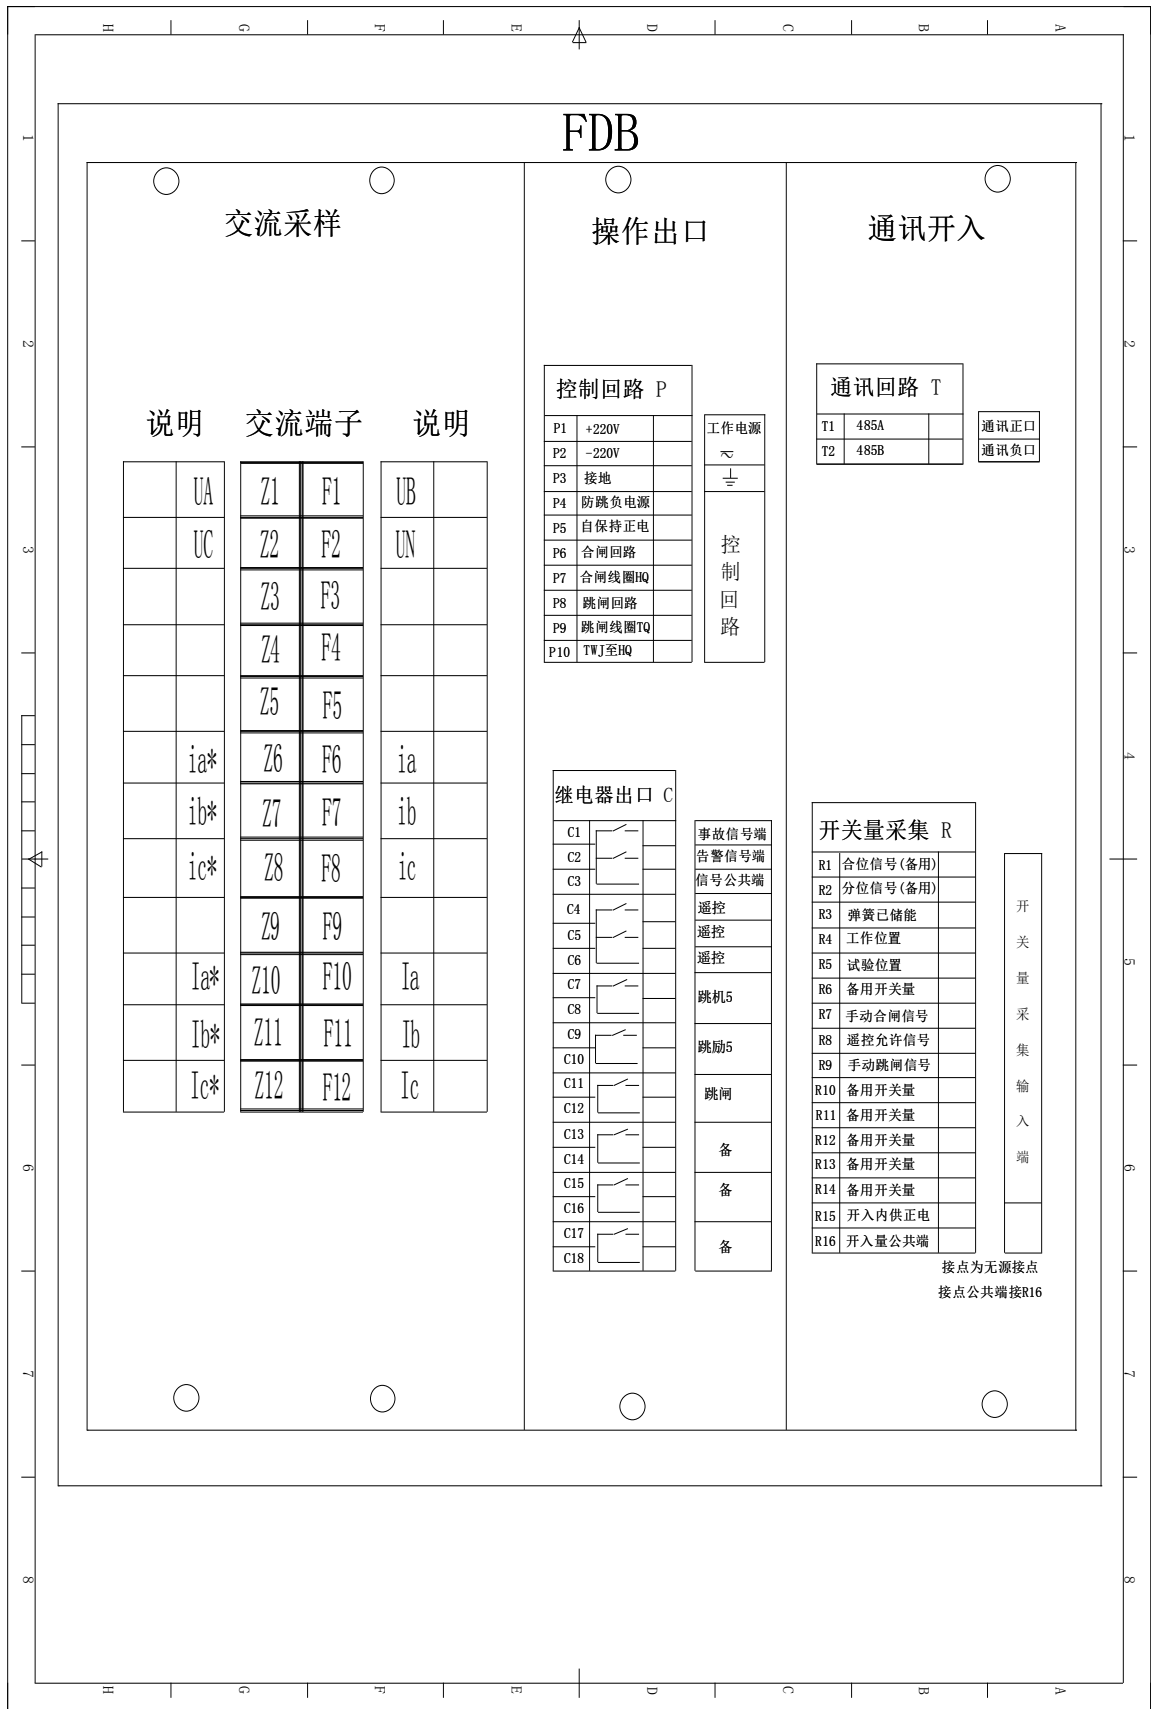 H G F E D C B A
FDB
1 1
交流采样
操作出口
通讯开入
2 2
控制回路 P
通讯回路 T
说明 交流端子 说明
P1 +220V 工作电源
P2 -220V
P3 接地
P4 防跳负电源
P5 自保持正电
P6 合闸回路
P7 合闸线圈HQ
P8 跳闸回路
P9 跳闸线圈TQ
P10 TWJ至HQ
控制回路
T1 485A 通讯正口
T2 485B 通讯负口
UA Z1 F1 UB
UC Z2 F2 UN
3 3
Z3 F3
Z4 F4
Z5 F5
ia* Z6 F6 ia
4 4
ib* Z7 F7 ib
ic* Z8 F8 ic
Z9 F9
Ia* Z10 F10 Ia
Ib* Z11 F11 Ib
Ic* Z12 F12 Ic
继电器出口 C
C1 事故信号端
C2 告警信号端
C3 信号公共端
C4 遥控
C5 遥控
C6 遥控
C7
跳机5
C8
C9
跳励5
C10
C11
跳闸
C12
C13
备
C14
C15
备
C16
C17
备
C18
开关量采集 R
R1 合位信号(备用)
R2 分位信号(备用)
R3 弹簧已储能
R4 工作位置
R5 试验位置
R6 备用开关量
R7 手动合闸信号
R8 遥控允许信号
R9 手动跳闸信号
R10 备用开关量
R11 备用开关量
R12 备用开关量
R13 备用开关量
R14 备用开关量
R15 开入内供正电
R16 开入量公共端
开关量采集输入端
接点为无源接点
接点公共端接R16
5 5
6 6
7 7
8 8
H G F E D C B A